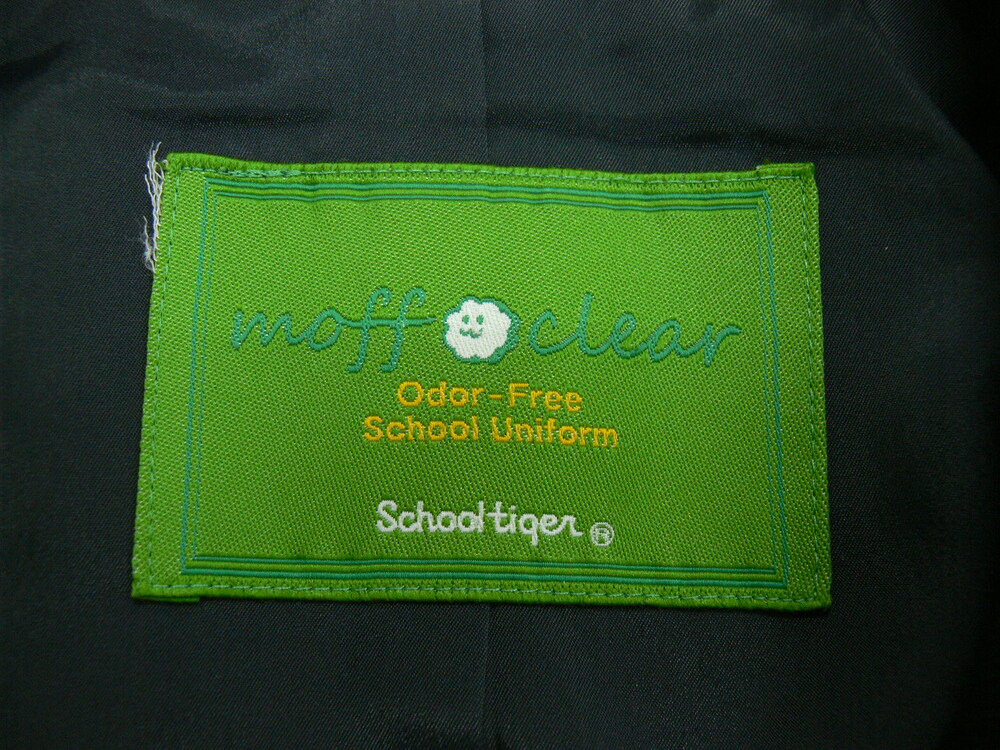 moff clear
Odor-Free
School Uniform
Schooltiger®